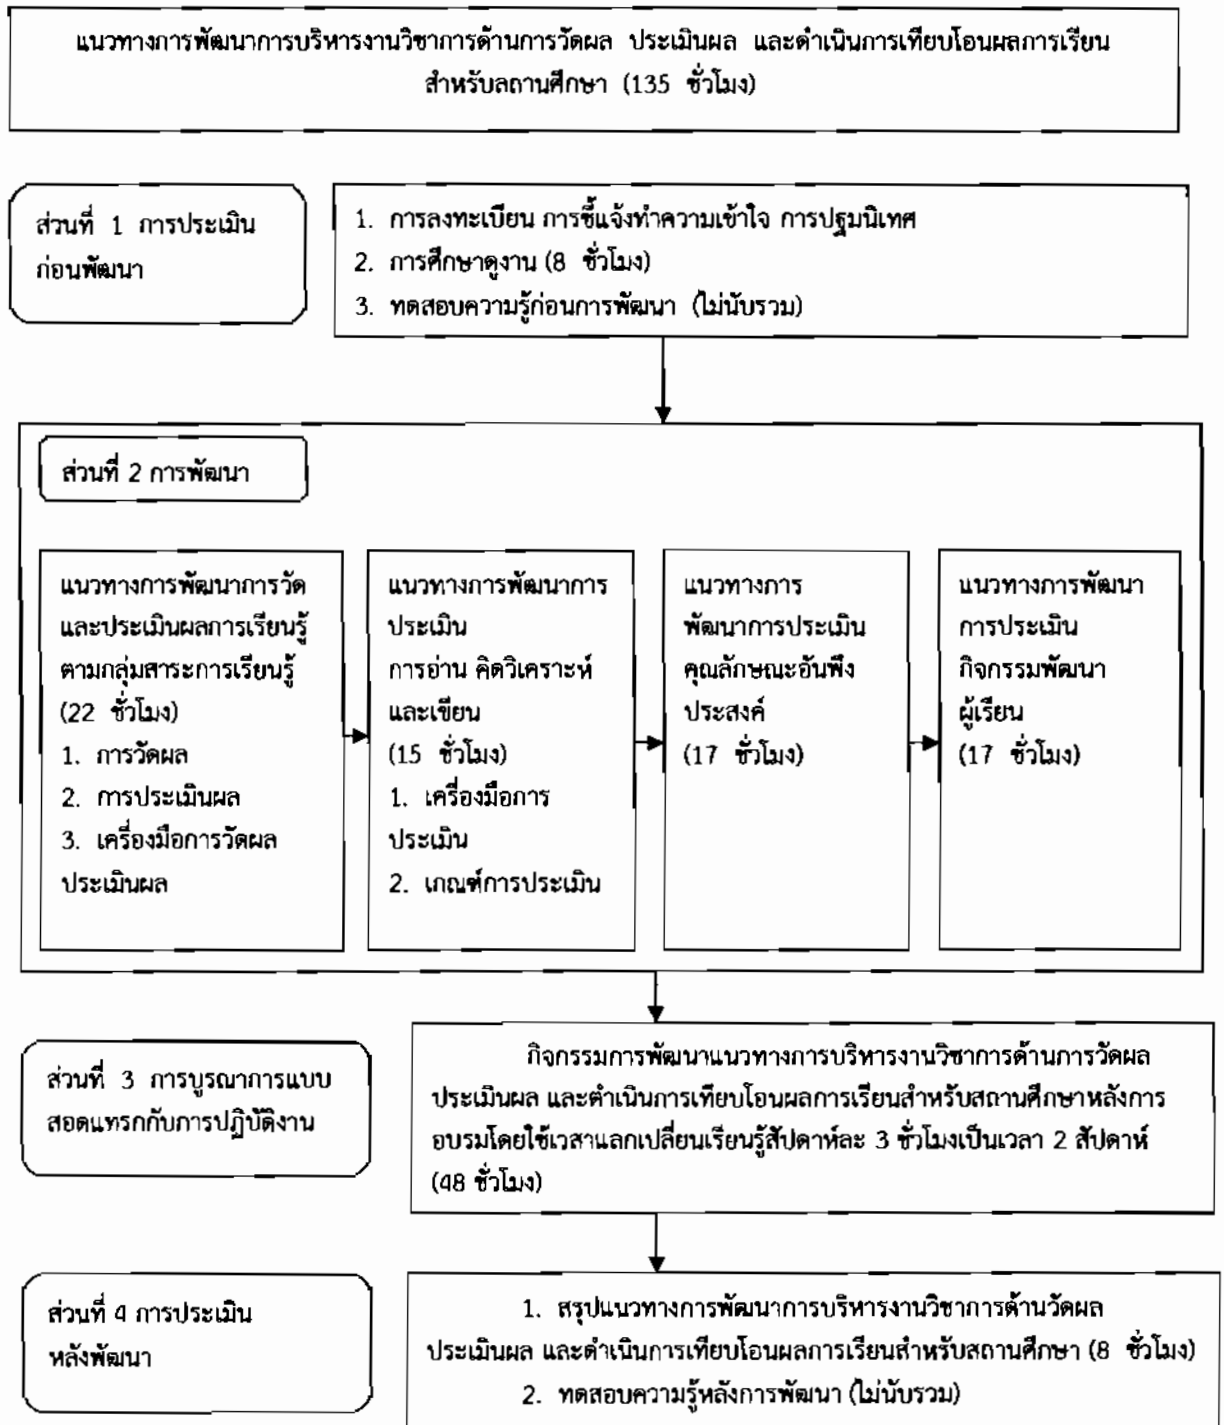 แนวทางการพัฒนาการบริหารงานวิชาการด้านการวัดผล ประเมินผล และดำเนินการเทียบโอนผลการเรียน
สำหรับสถานศึกษา (135 ชั่วโมง)
ส่วนที่ 1 การประเมิน
ก่อนพัฒนา
1. การลงทะเบียน การชี้แจ้งทำความเข้าใจ การปฐมนิเทศ
2. การศึกษาดูงาน (8 ชั่วโมง)
3. ทดสอบความรู้ก่อนการพัฒนา (ไม่นับรวม)
ส่วนที่ 2 การพัฒนา
แนวทางการพัฒนาการวัด
และประเมินผลการเรียนรู้
ตามกลุ่มสาระการเรียนรู้
(22 ชั่วโมง)
1. การวัดผล
2. การประเมินผล
3. เครื่องมือการวัดผล
ประเมินผล
แนวทางการพัฒนาการ
ประเมิน
การอ่าน คิดวิเคราะห์
และเขียน
(15 ชั่วโมง)
1. เครื่องมือการ
ประเมิน
2. เกณฑ์การประเมิน
แนวทางการ
พัฒนาการประเมิน
คุณลักษณะอันพึง
ประสงค์
(17 ชั่วโมง)
แนวทางการพัฒนา
การประเมิน
กิจกรรมพัฒนา
ผู้เรียน
(17 ชั่วโมง)
ส่วนที่ 3 การบูรณาการแบบ
สอดแทรกกับการปฏิบัติงาน
กิจกรรมการพัฒนาแนวทางการบริหารงานวิชาการด้านการวัดผล
ประเมินผล และดำเนินการเทียบโอนผลการเรียนสำหรับสถานศึกษาหลังการ
อบรมโดยใช้เวลาแลกเปลี่ยนเรียนรู้สัปดาห์ละ 3 ชั่วโมงเป็นเวลา 2 สัปดาห์
(48 ชั่วโมง)
ส่วนที่ 4 การประเมิน
หลังพัฒนา
1. สรุปแนวทางการพัฒนาการบริหารงานวิชาการด้านวัดผล
ประเมินผล และดำเนินการเทียบโอนผลการเรียนสำหรับสถานศึกษา (8 ชั่วโมง)
2. ทดสอบความรู้หลังการพัฒนา (ไม่นับรวม)